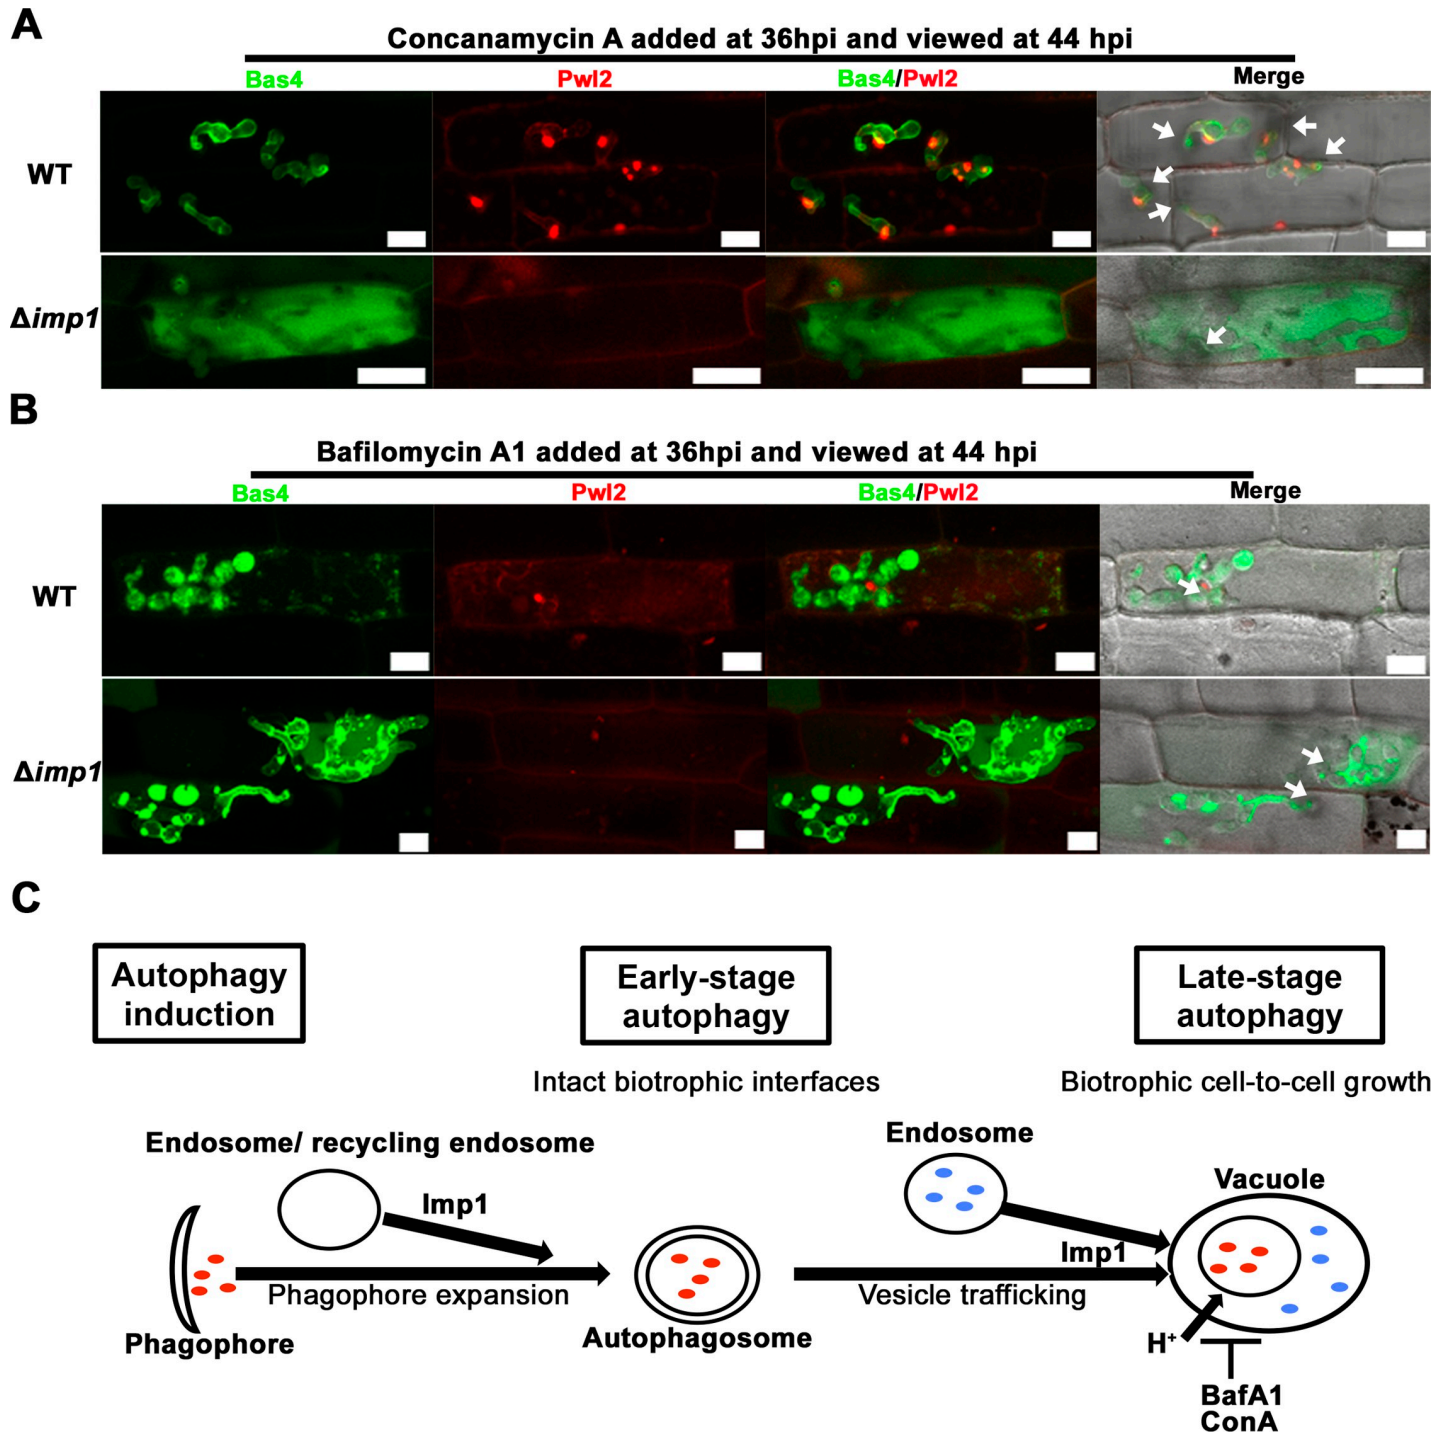 A
Concanamycin A added at 36hpi and viewed at 44 hpi
Bas4 Pwl2 Bas4/Pwl2 Merge
WT
Δimp1
B
Bafilomycin A1 added at 36hpi and viewed at 44 hpi
Bas4 Pwl2 Bas4/Pwl2 Merge
WT
Δimp1
C
Autophagy
induction
Early-stage
autophagy
Late-stage
autophagy
Intact biotrophic interfaces
Biotrophic cell-to-cell growth
Endosome/ recycling endosome
Endosome
Vacuole
Imp1
Imp1
Phagophore expansion
Vesicle trafficking
Phagophore
Autophagosome
H⁺
BafA1
ConA